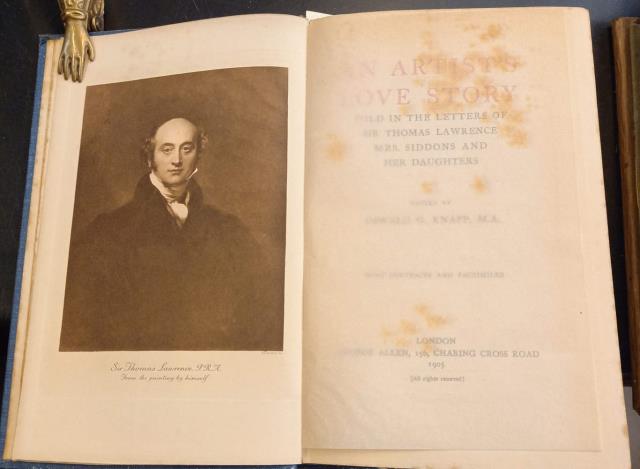 Sir Thomas Lawrence, P.R.A.
From the painting by himself
AN ARTIST'S
LOVE STORY
TOLD IN THE LETTERS OF
SIR THOMAS LAWRENCE
MRS. SIDDONS AND
HER DAUGHTERS
EDITED BY
OSWALD G. KNAPP, M.A.
WITH PORTRAITS AND FACSIMILES
LONDON
GEORGE ALLEN, 156, CHARING CROSS ROAD
1905
[All rights reserved]